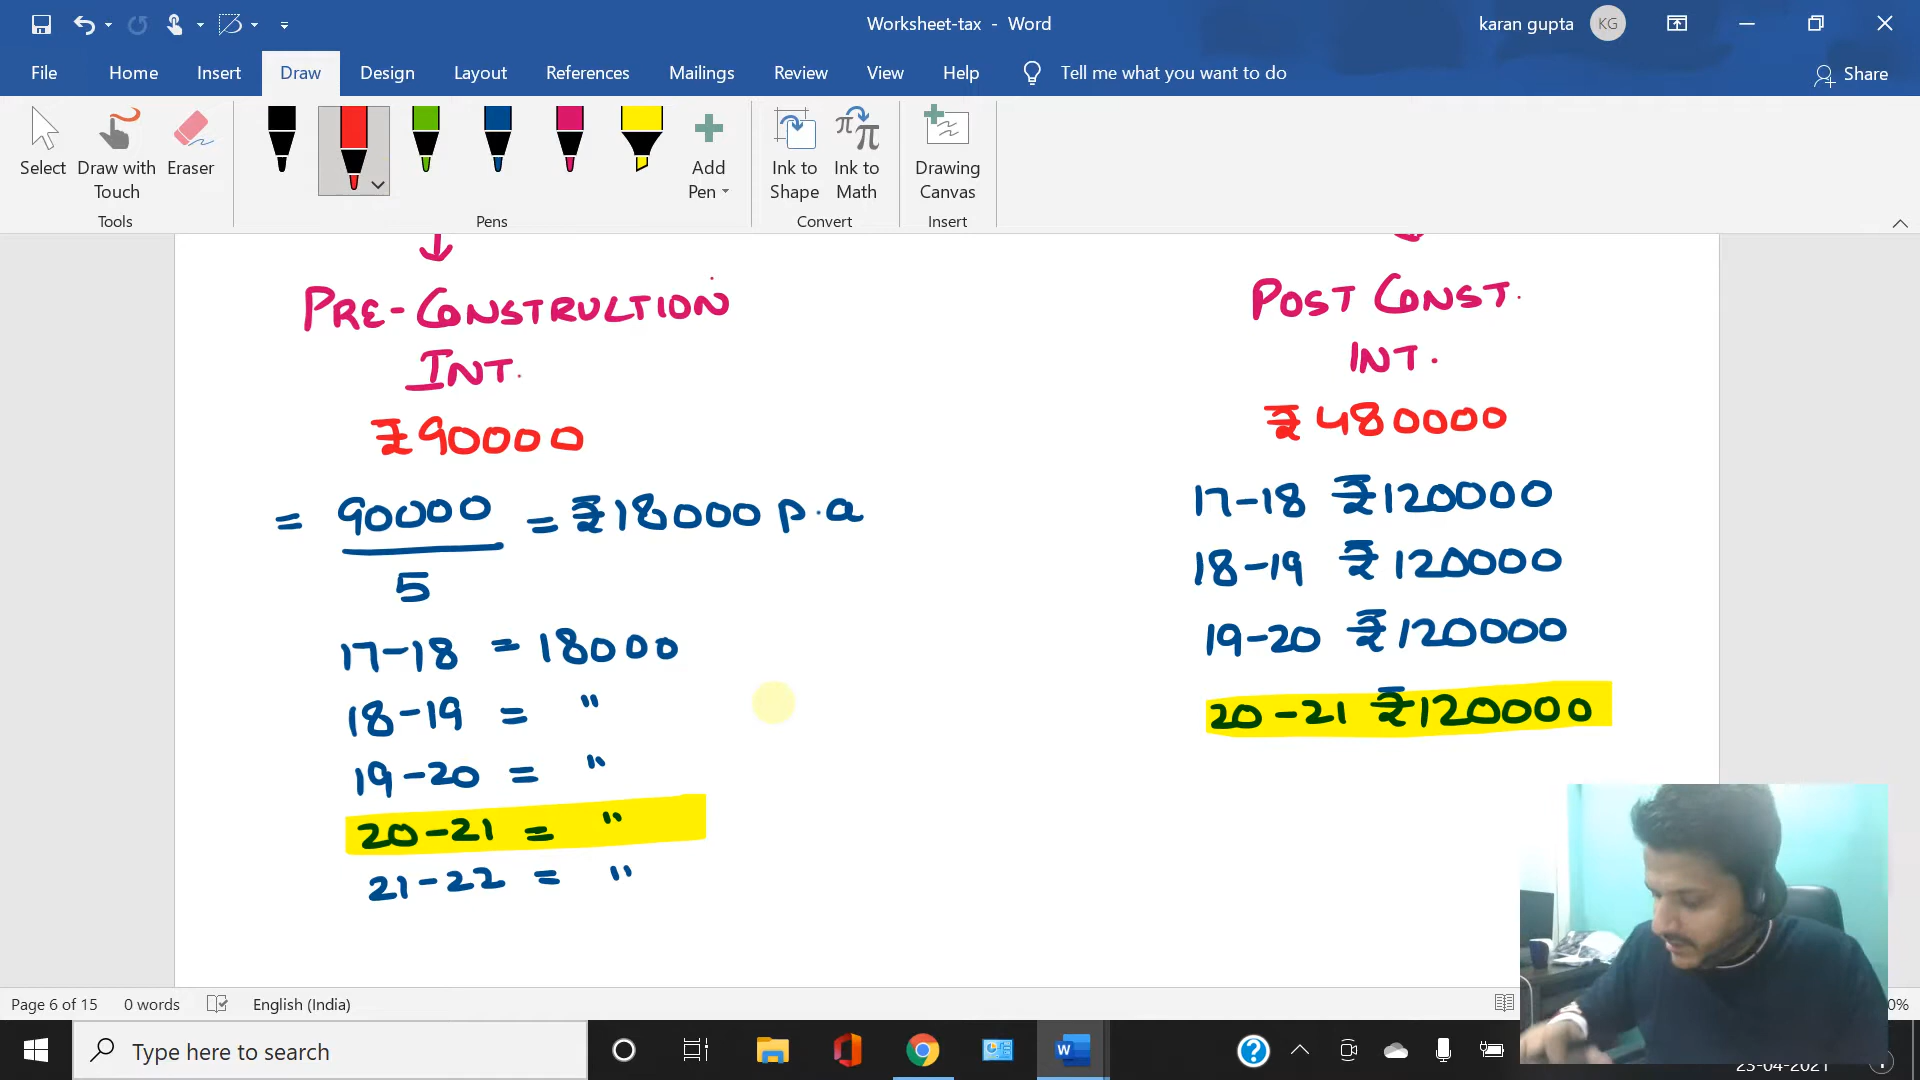 Worksheet-tax - Word
karan gupta KG
File Home Insert Draw Design Layout References Mailings Review View Help Tell me what you want to do Share
Select Draw with Touch Eraser
Add Pen
Ink to Shape Ink to Math
Drawing Canvas
Tools Pens Convert Insert
PRE-CONSTRUCTION
INT.
₹90000
= 90000 = ₹18000 p.a
5
17-18 = 18000
18-19 = "
19-20 = "
20-21 = "
21-22 = "
POST CONST.
INT.
₹480000
17-18 ₹120000
18-19 ₹120000
19-20 ₹120000
20-21 ₹120000
Page 6 of 15 0 words English (India)
Type here to search